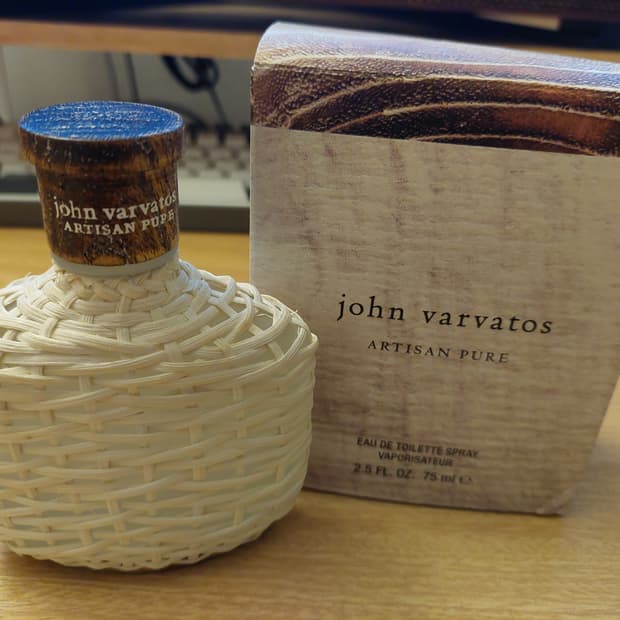 john varvatos
ARTISAN PURE
john varvatos
ARTISAN PURE
EAU DE TOILETTE SPRAY
VAPORISATEUR
2.5 FL. OZ. 75 ml ℮